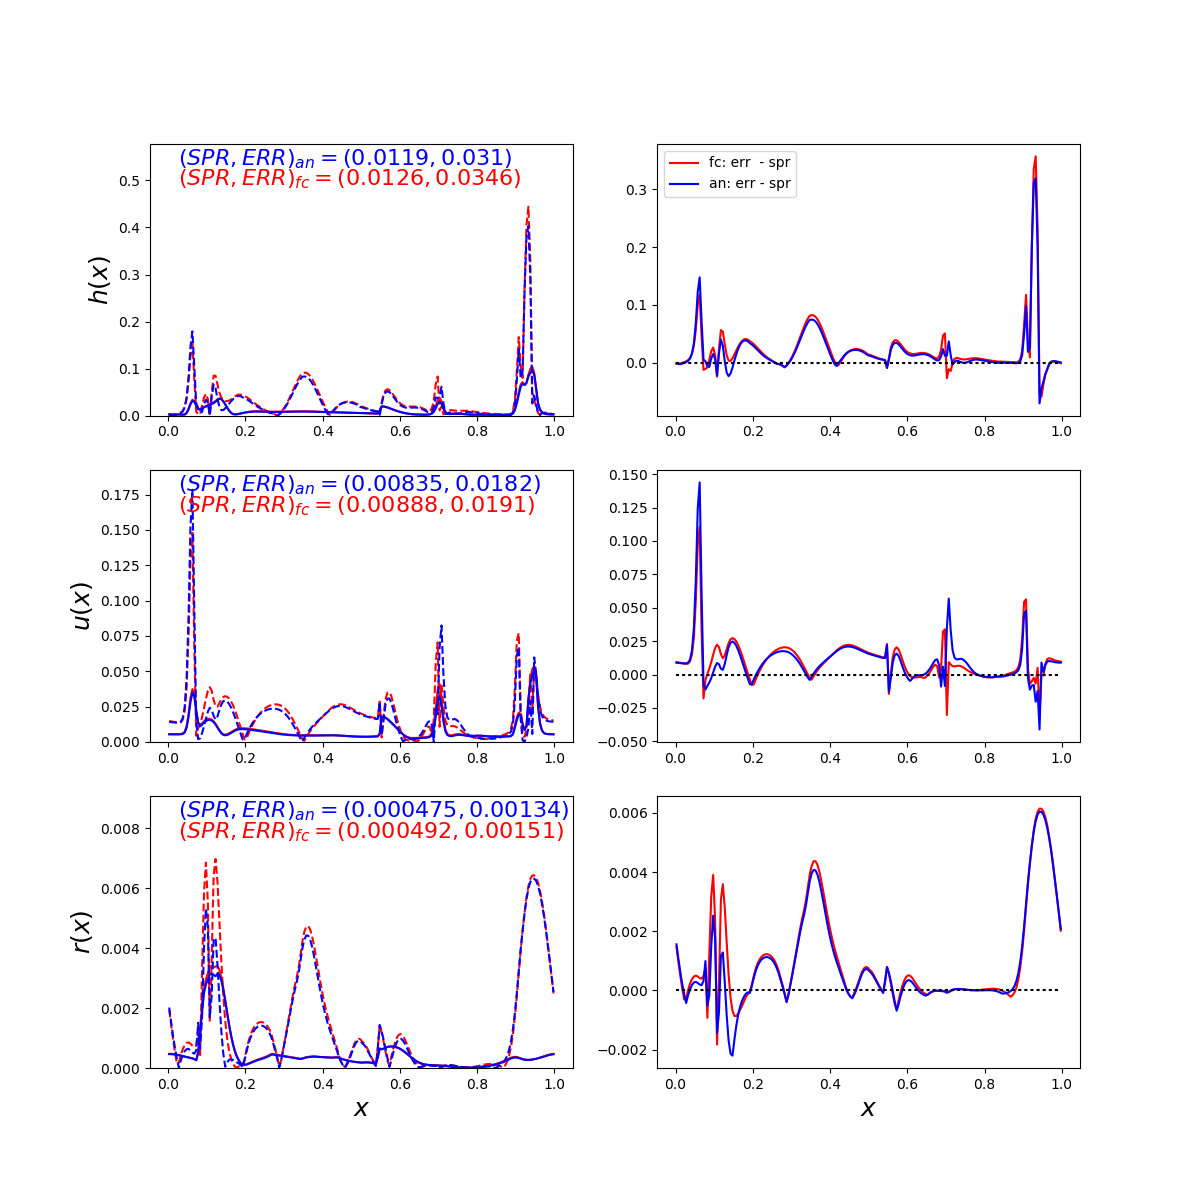 (SPR, ERR)an = (0.0119, 0.031)
(SPR, ERR)fc = (0.0126, 0.0346)
h(x)
0.5
0.4
0.3
0.2
0.1
0.0
0.0 0.2 0.4 0.6 0.8 1.0
fc: err - spr
an: err - spr
0.3
0.2
0.1
0.0
0.0 0.2 0.4 0.6 0.8 1.0
(SPR, ERR)an = (0.00835, 0.0182)
(SPR, ERR)fc = (0.00888, 0.0191)
u(x)
0.175
0.150
0.125
0.100
0.075
0.050
0.025
0.000
0.0 0.2 0.4 0.6 0.8 1.0
0.150
0.125
0.100
0.075
0.050
0.025
0.000
−0.025
−0.050
0.0 0.2 0.4 0.6 0.8 1.0
(SPR, ERR)an = (0.000475, 0.00134)
(SPR, ERR)fc = (0.000492, 0.00151)
r(x)
0.008
0.006
0.004
0.002
0.000
0.0 0.2 0.4 0.6 0.8 1.0
x
0.006
0.004
0.002
0.000
−0.002
0.0 0.2 0.4 0.6 0.8 1.0
x